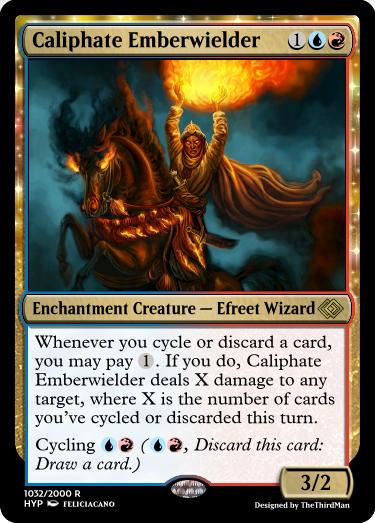 Caliphate Emberwielder 1
Enchantment Creature — Efreet Wizard
Whenever you cycle or discard a card,
you may pay 1. If you do, Caliphate
Emberwielder deals X damage to any
target, where X is the number of cards
you've cycled or discarded this turn.
Cycling (, Discard this card:
Draw a card.)
3/2
1032/2000 R
HYP FELICIACANO
Designed by TheThirdMan